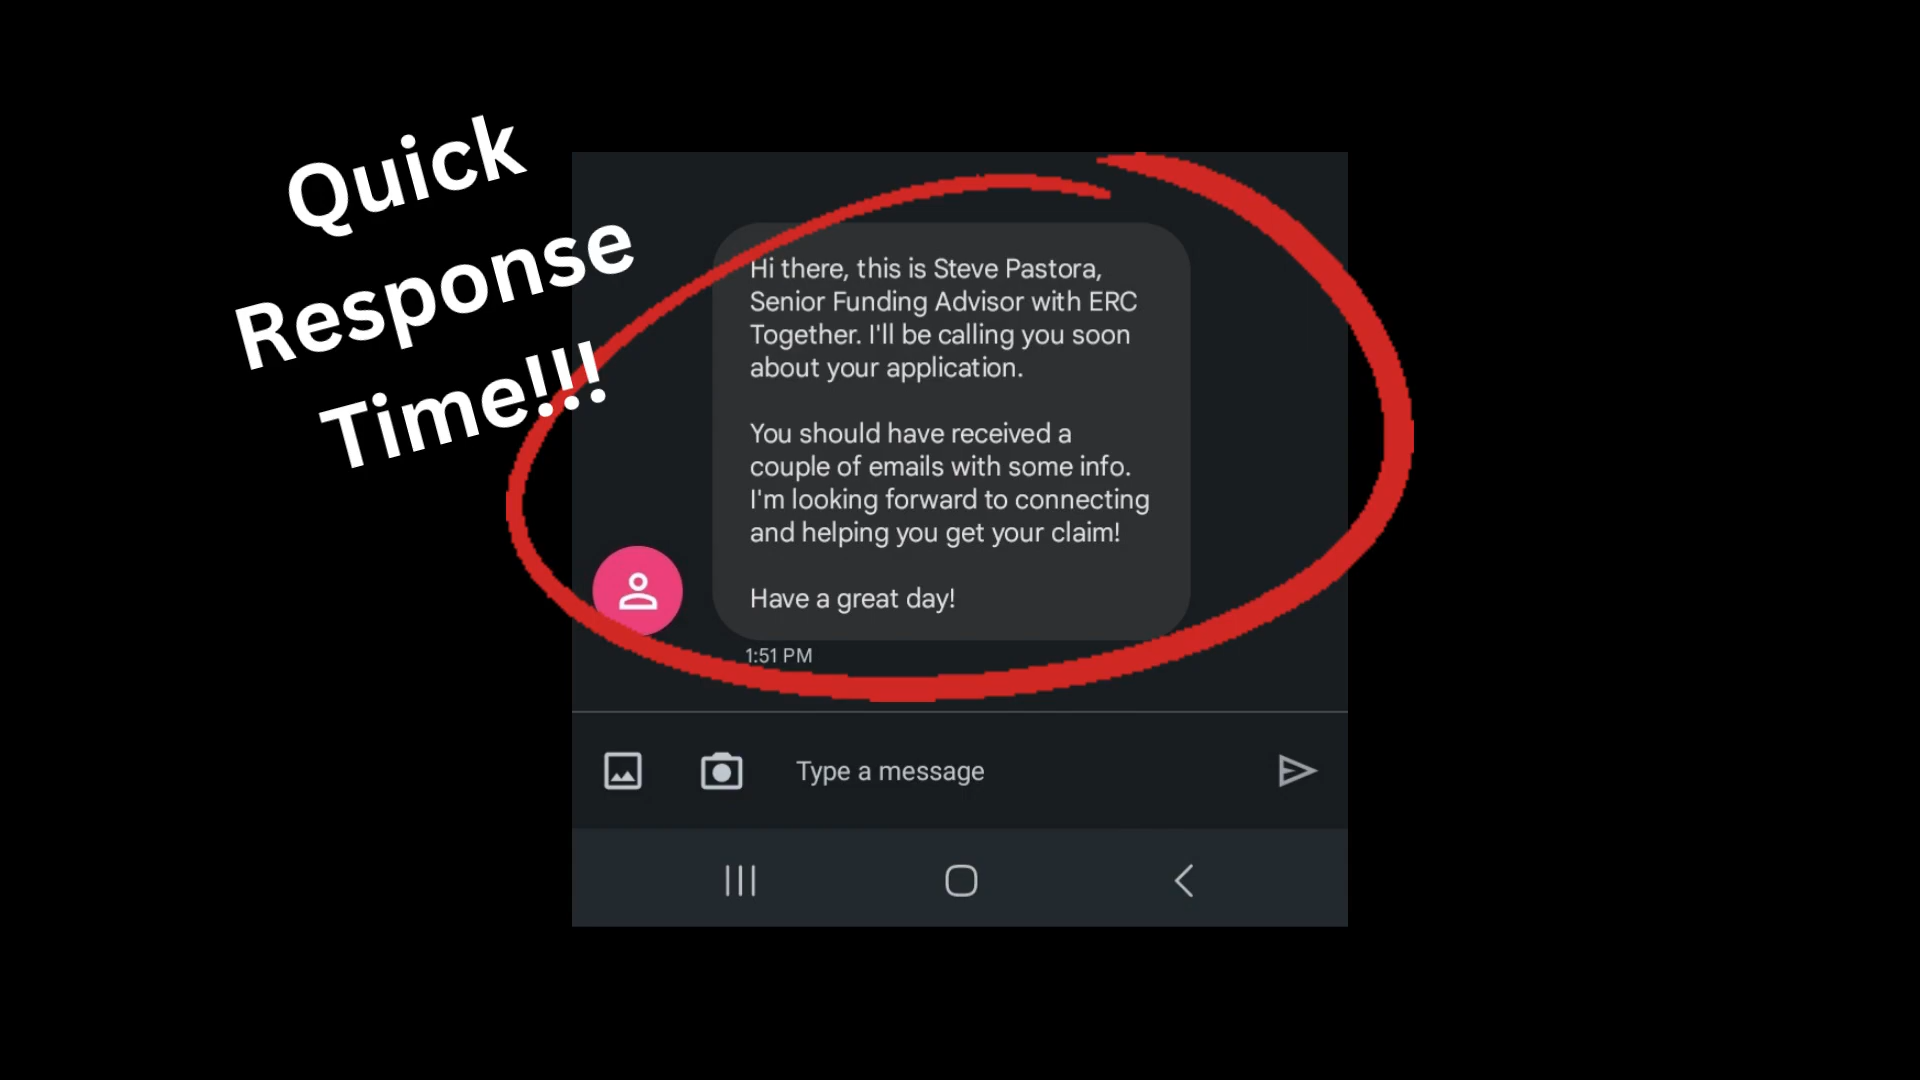 Quick
Response
Time!!!
Hi there, this is Steve Pastora,
Senior Funding Advisor with ERC
Together. I'll be calling you soon
about your application.
You should have received a
couple of emails with some info.
I'm looking forward to connecting
and helping you get your claim!
Have a great day!
1:51 PM
Type a message